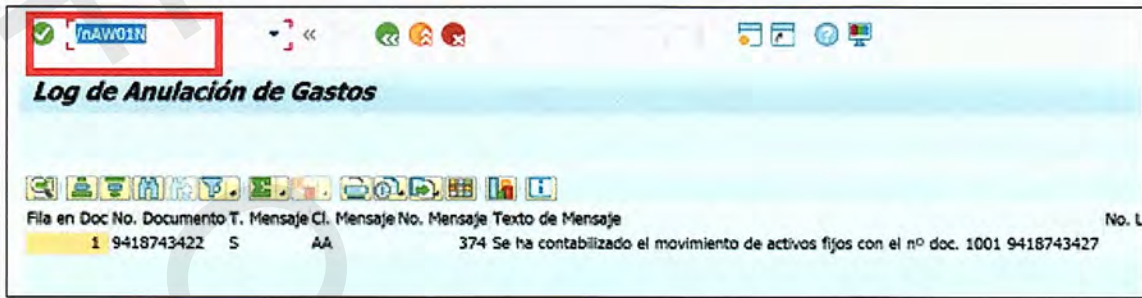 /nAW01N
Log de Anulación de Gastos
Fila en Doc No. Documento T. Mensaje Cl. Mensaje No. Mensaje Texto de Mensaje No. L
1 9418743422 S AA 374 Se ha contabilizado el movimiento de activos fijos con el nº doc. 1001 9418743427